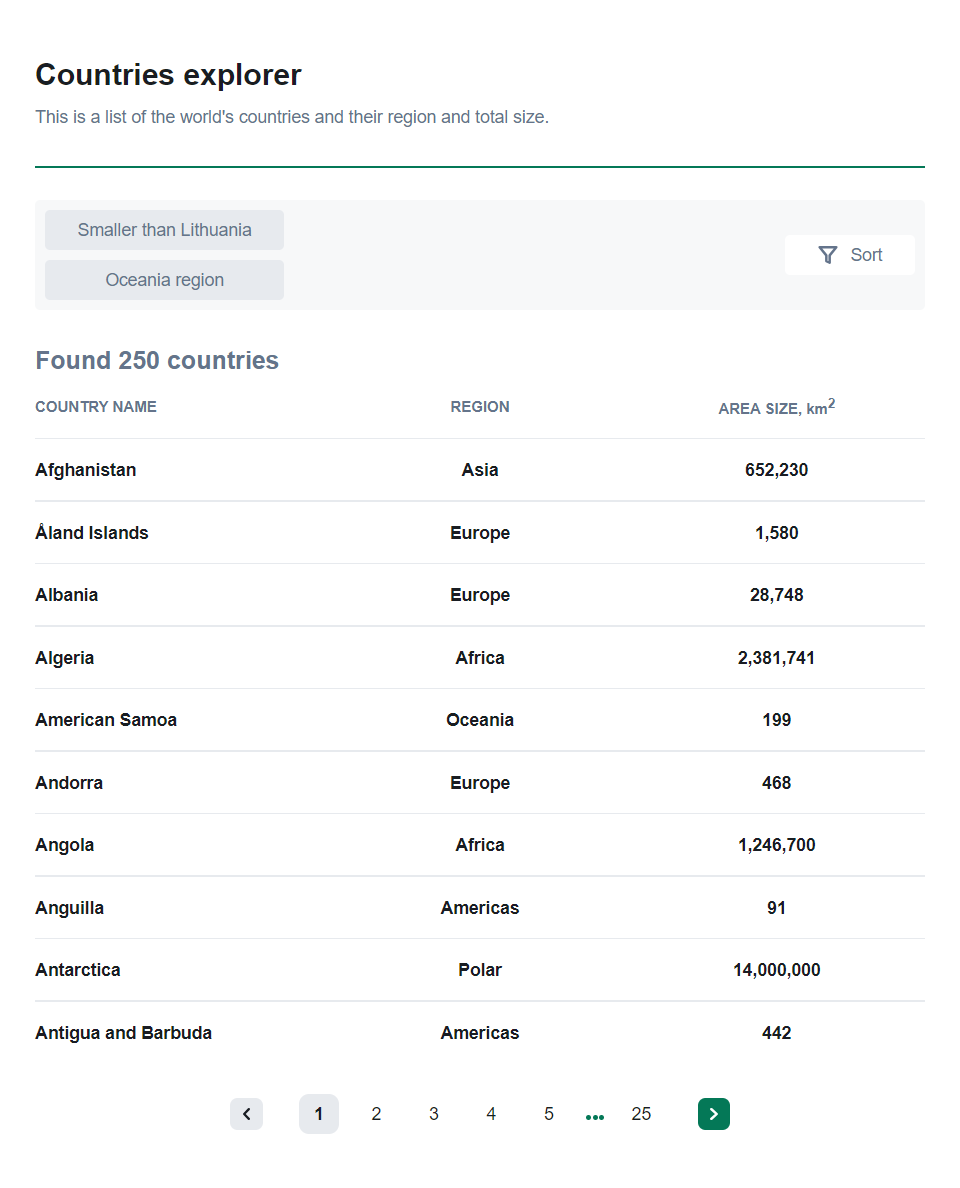 Countries explorer
This is a list of the world's countries and their region and total size.
Smaller than Lithuania
Oceania region
Sort
Found 250 countries
COUNTRY NAME REGION AREA SIZE, km²
Afghanistan Asia 652,230
Åland Islands Europe 1,580
Albania Europe 28,748
Algeria Africa 2,381,741
American Samoa Oceania 199
Andorra Europe 468
Angola Africa 1,246,700
Anguilla Americas 91
Antarctica Polar 14,000,000
Antigua and Barbuda Americas 442
1 2 3 4 5 ... 25